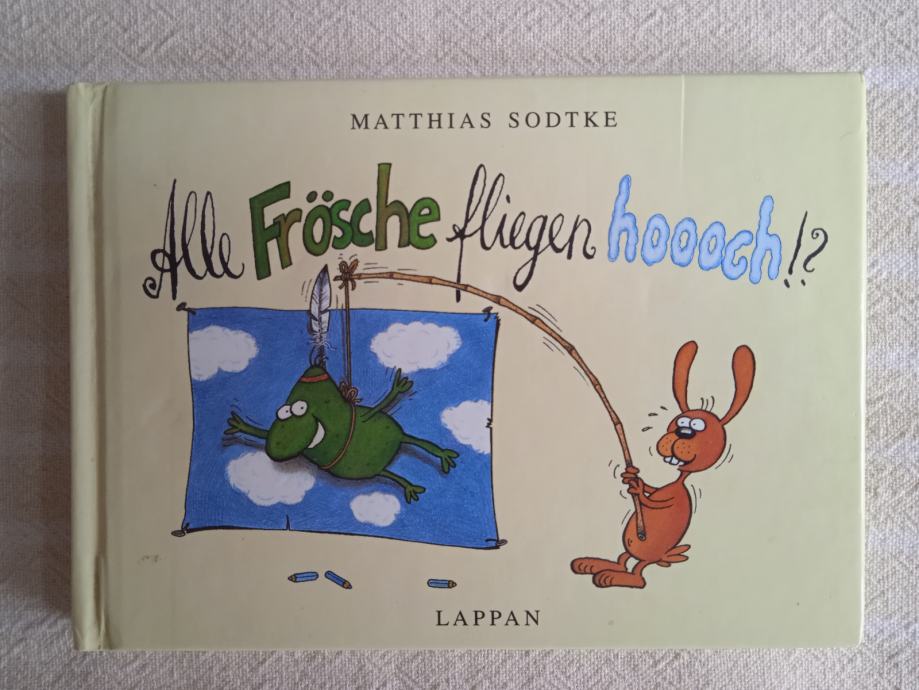 MATTHIAS SODTKE
Alle Frösche fliegen hoooch!?
LAPPAN